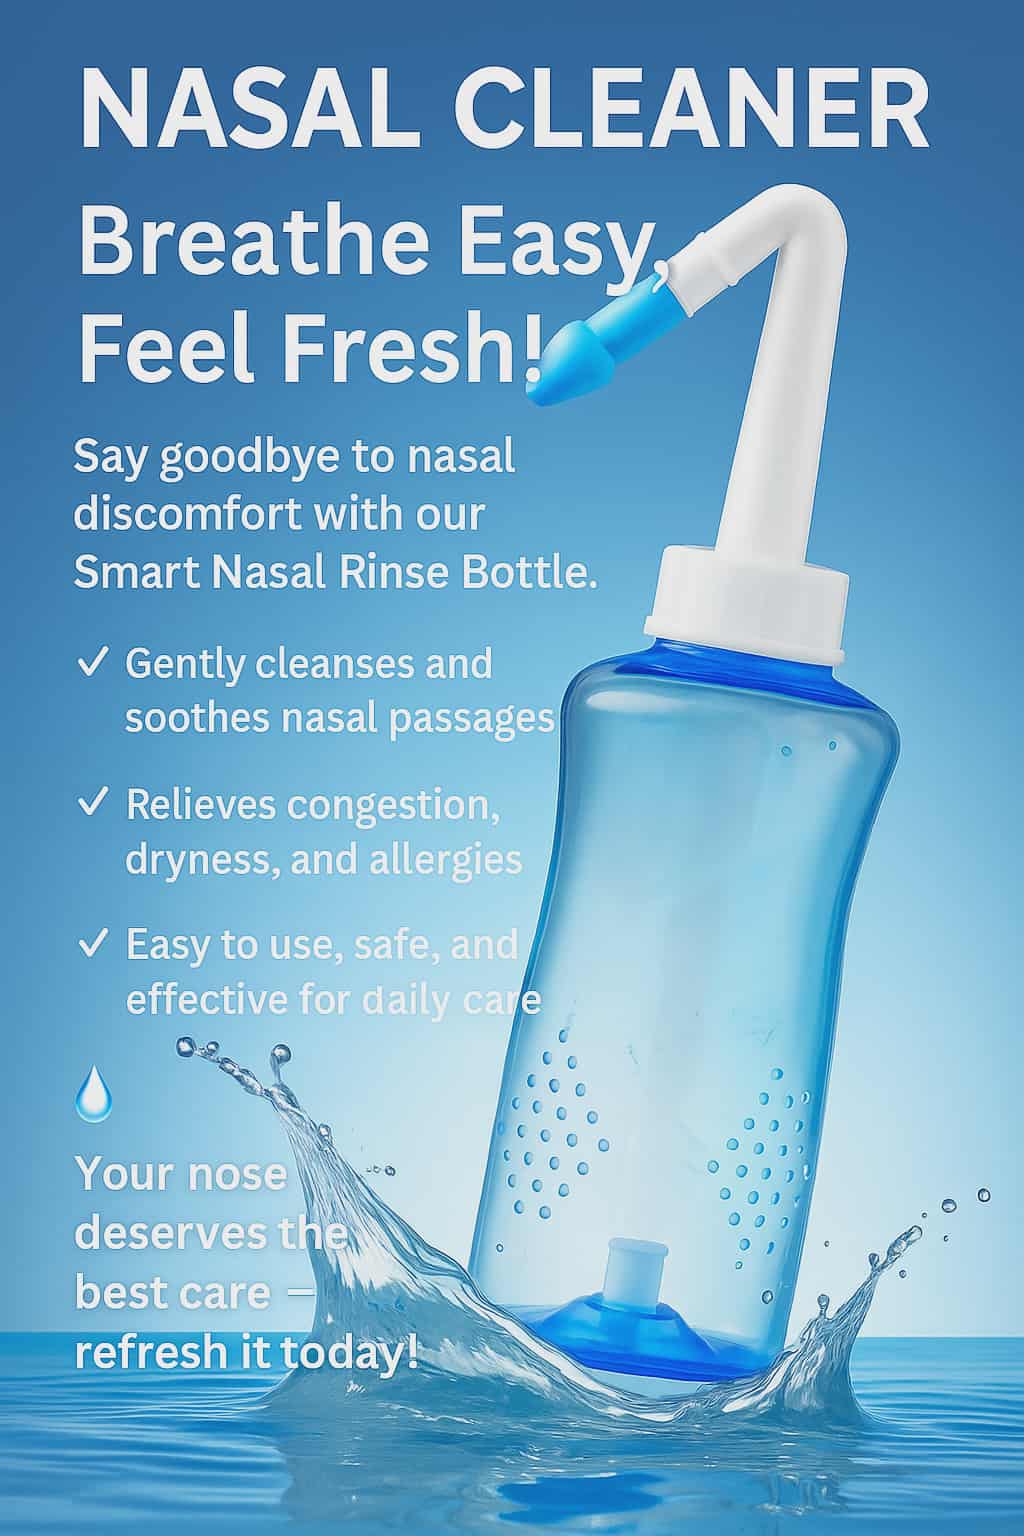 NASAL CLEANER
Breathe Easy,
Feel Fresh!
Say goodbye to nasal
discomfort with our
Smart Nasal Rinse Bottle.
✓ Gently cleanses and
soothes nasal passages
✓ Relieves congestion,
dryness, and allergies
✓ Easy to use, safe, and
effective for daily care
Your nose
deserves the
best care –
refresh it today!